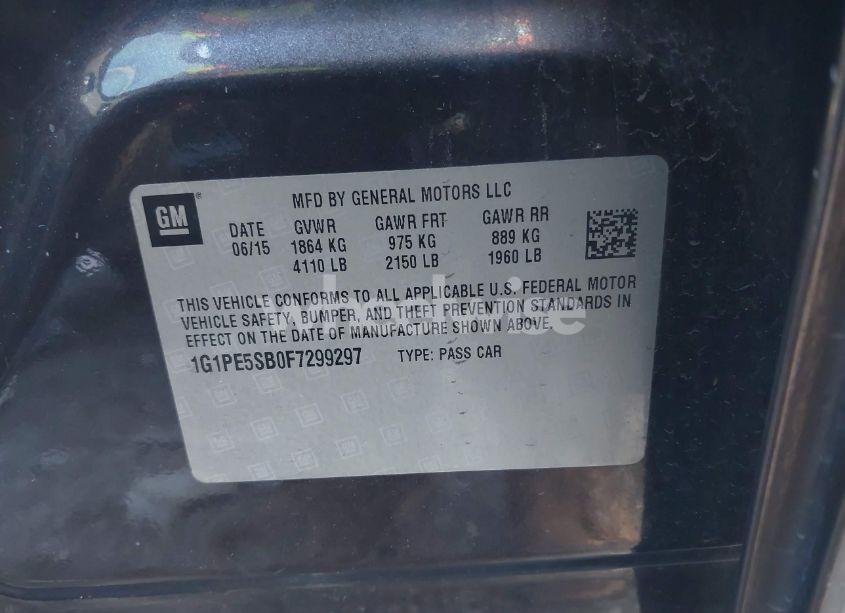 GM
MFD BY GENERAL MOTORS LLC
DATE GVWR GAWR FRT GAWR RR
06/15 1864 KG 975 KG 889 KG
4110 LB 2150 LB 1960 LB
THIS VEHICLE CONFORMS TO ALL APPLICABLE U.S. FEDERAL MOTOR
VEHICLE SAFETY, BUMPER, AND THEFT PREVENTION STANDARDS IN
EFFECT ON THE DATE OF MANUFACTURE SHOWN ABOVE.
1G1PE5SB0F7299297 TYPE: PASS CAR